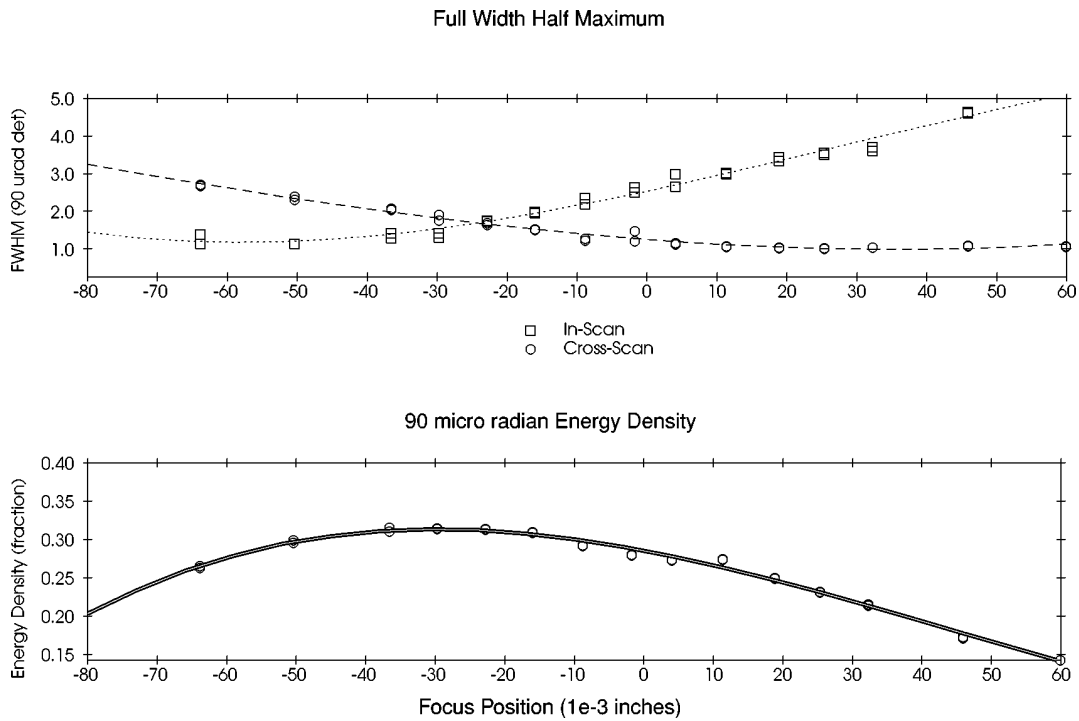 Full Width Half Maximum
FWHM (90 urad det)
5.0
4.0
3.0
2.0
1.0
-80 -70 -60 -50 -40 -30 -20 -10 0 10 20 30 40 50 60
In-Scan
Cross-Scan
90 micro radian Energy Density
Energy Density (fraction)
0.40
0.35
0.30
0.25
0.20
0.15
-80 -70 -60 -50 -40 -30 -20 -10 0 10 20 30 40 50 60
Focus Position (1e-3 inches)